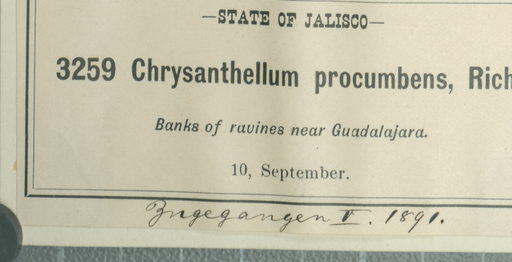 —STATE OF JALISCO—
3259 Chrysanthellum procumbens, Rich
Banks of ravines near Guadalajara.
10, September.
Zugegangen V. 1891.